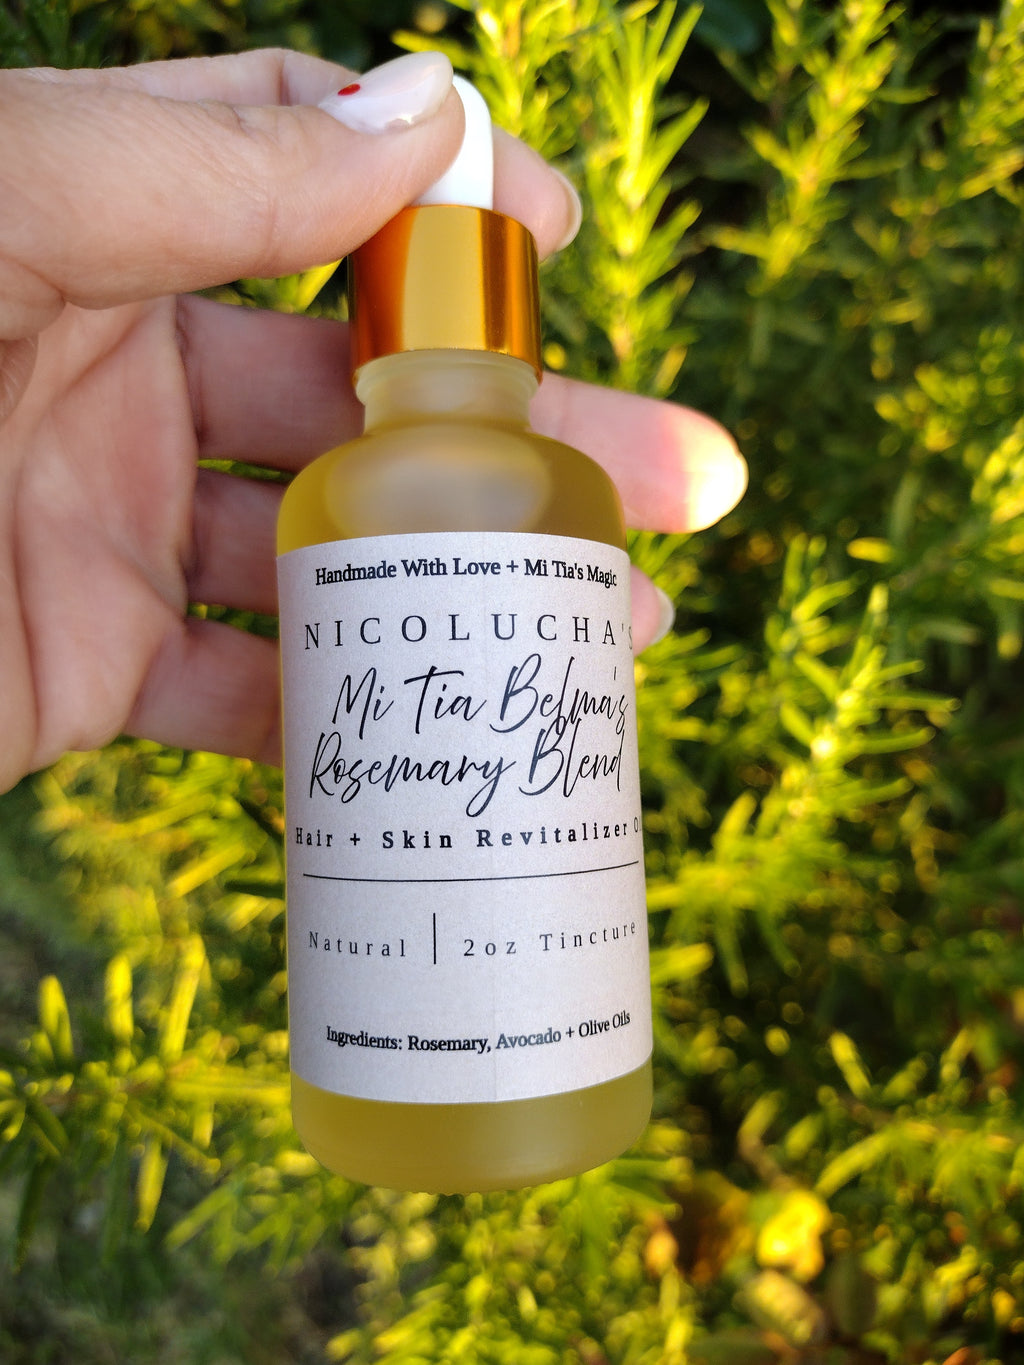 Handmade With Love + Mi Tia's Magic
NICOLUCHA'S
Mi Tia Belma's
Rosemary Blend
Hair + Skin Revitalizer
Natural | 2oz Tincture
Ingredients: Rosemary, Avocado + Olive Oils